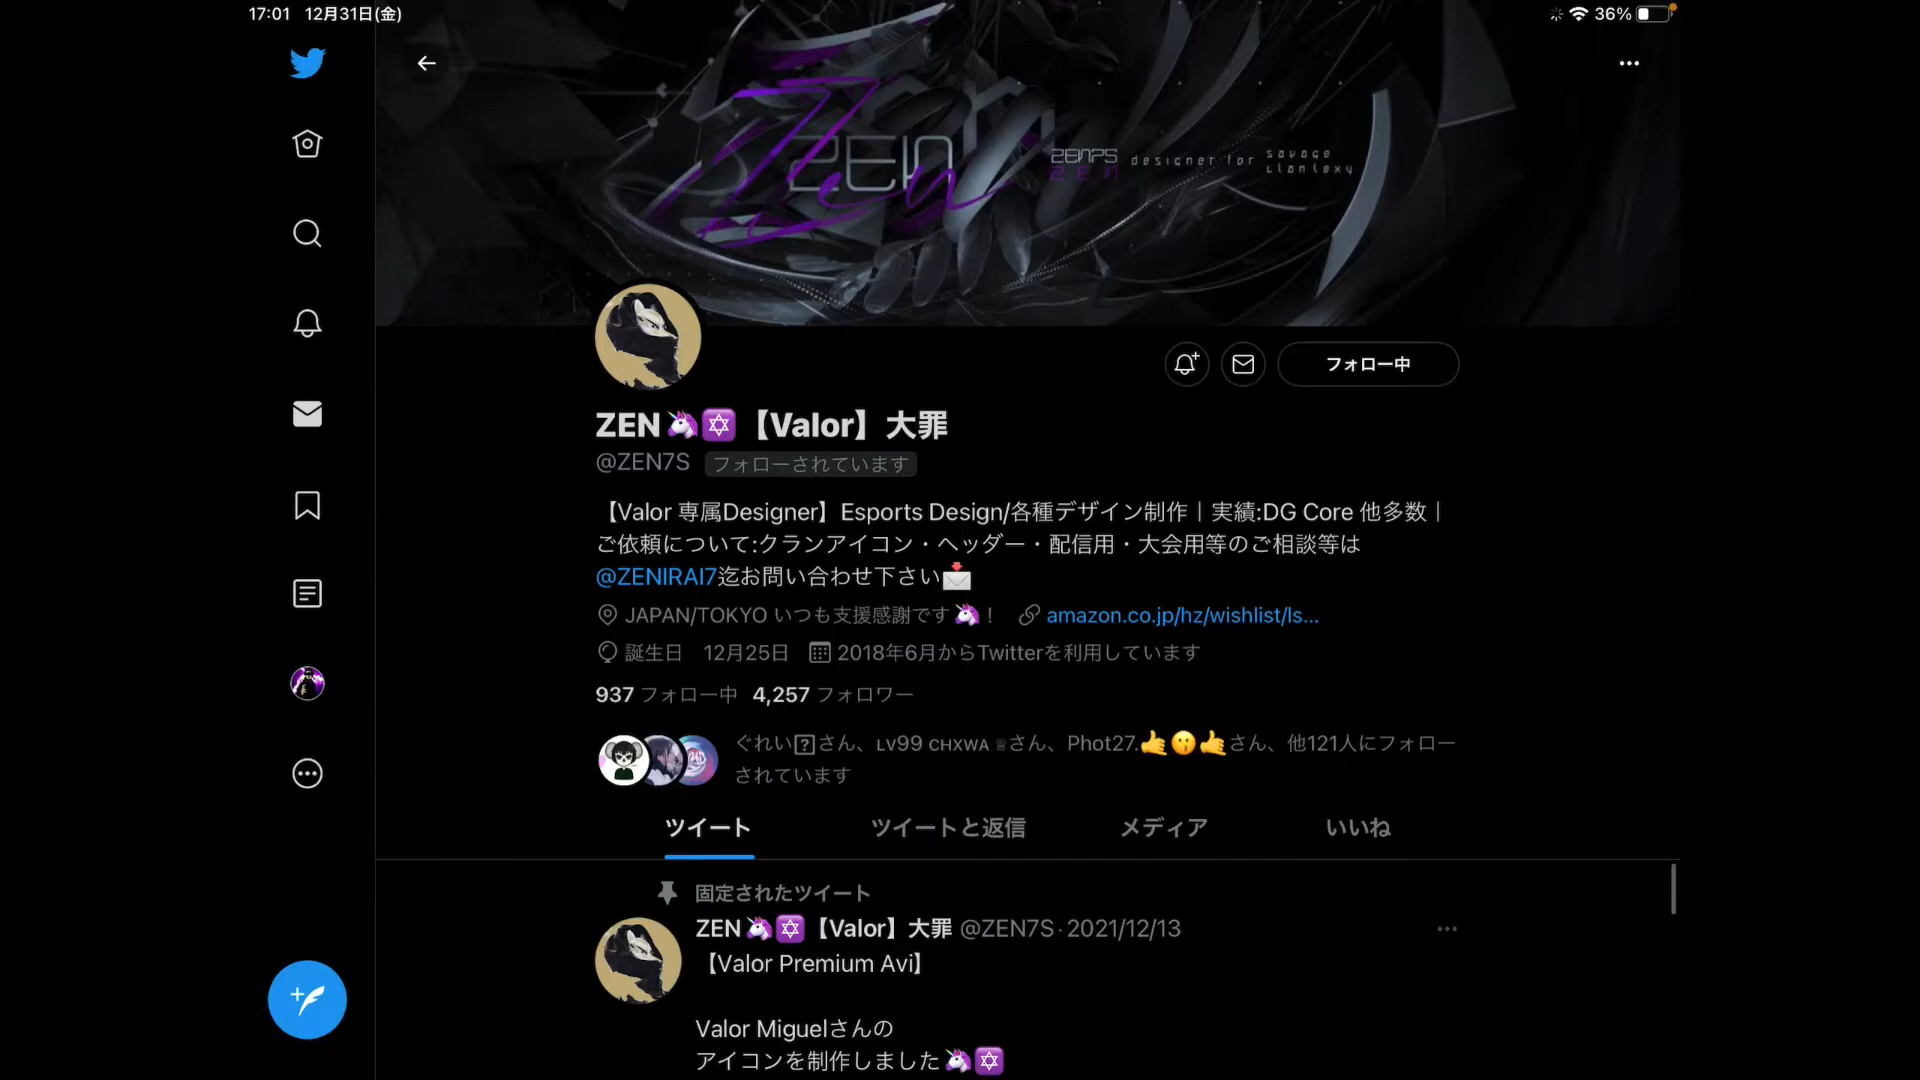 17:01 12月31日(金)
36%
ZEN
designer for savage
clanlexy
フォロー中
ZEN🦄🔯【Valor】大罪
@ZEN7S フォローされています
【Valor 専属Designer】Esports Design/各種デザイン制作｜実績:DG Core 他多数｜
ご依頼について:クランアイコン・ヘッダー・配信用・大会用等のご相談等は
@ZENIRAI7迄お問い合わせ下さい📩
JAPAN/TOKYO いつも支援感謝です🦄！ amazon.co.jp/hz/wishlist/ls...
誕生日 12月25日 2018年6月からTwitterを利用しています
937 フォロー中 4,257 フォロワー
ぐれい⍰さん、ʟᴠ99 ᴄʜxᴡᴀ ♕さん、Phot27.🤙😗🤙さん、他121人にフォロー
されています
ツイート ツイートと返信 メディア いいね
固定されたツイート
ZEN🦄🔯【Valor】大罪 @ZEN7S · 2021/12/13
【Valor Premium Avi】
Valor Miguelさんの
アイコンを制作しました🦄🔯